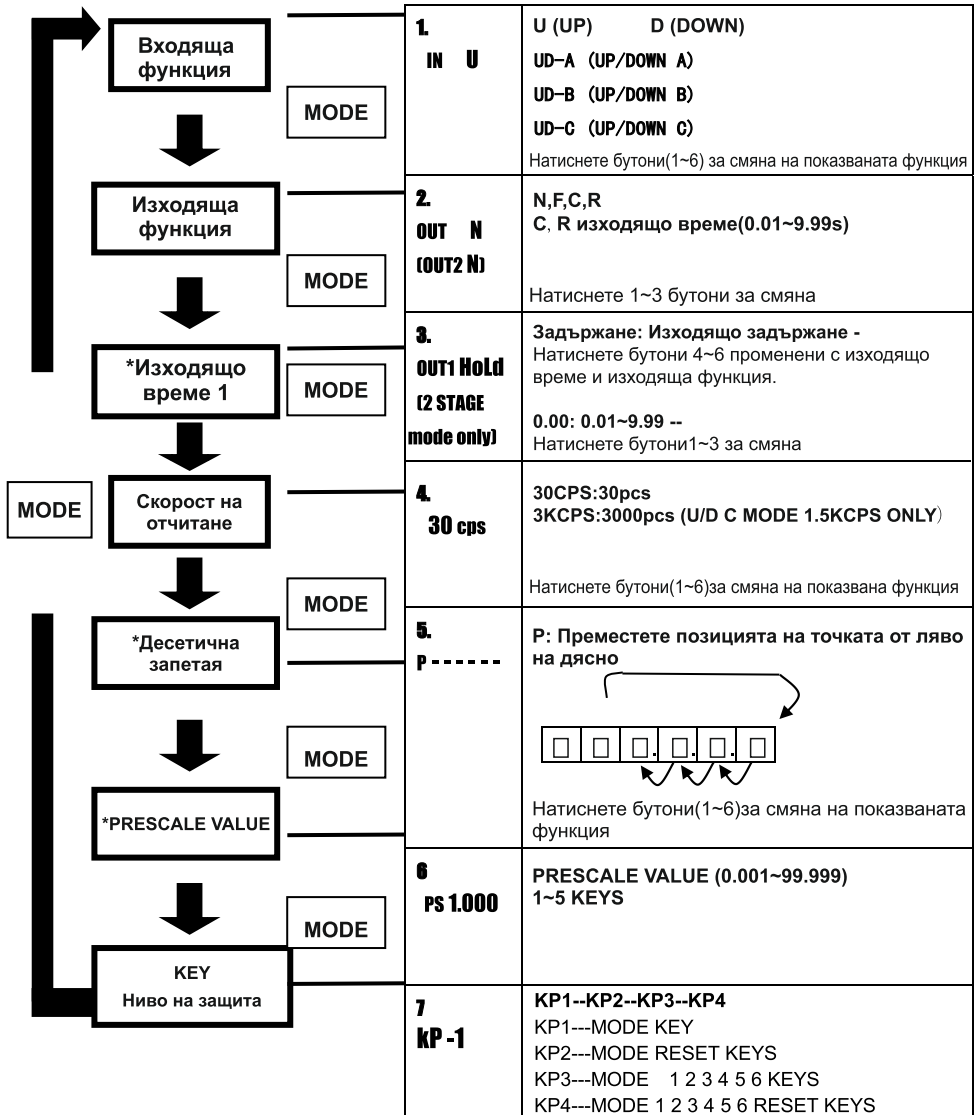 Входяща
функция
MODE
Изходяща
функция
MODE
*Изходящо
време 1
MODE
Скорост на
отчитане
MODE
MODE
*Десетична
запетая
MODE
*PRESCALE VALUE
MODE
KEY
Ниво на защита
1.
IN U
U (UP) D (DOWN)
UD-A (UP/DOWN A)
UD-B (UP/DOWN B)
UD-C (UP/DOWN C)
Натиснете бутони(1~6) за смяна на показваната функция
2.
OUT N
(OUT2 N)
N,F,C,R
C, R изходящо време(0.01~9.99s)
Натиснете 1~3 бутони за смяна
3.
OUT1 HoLd
(2 STAGE
mode only)
Задържане: Изходящо задържане -
Натиснете бутони 4~6 променени с изходящо
време и изходяща функция.
0.00: 0.01~9.99 --
Натиснете бутони1~3 за смяна
4.
30 cps
30CPS:30pcs
3KCPS:3000pcs (U/D C MODE 1.5KCPS ONLY)
Натиснете бутони(1~6)за смяна на показвана функция
5.
P------
P: Преместете позицията на точката от ляво
на дясно
Натиснете бутони(1~6)за смяна на показваната
функция
6
PS 1.000
PRESCALE VALUE (0.001~99.999)
1~5 KEYS
7
kP -1
KP1--KP2--KP3--KP4
KP1---MODE KEY
KP2---MODE RESET KEYS
KP3---MODE 1 2 3 4 5 6 KEYS
KP4---MODE 1 2 3 4 5 6 RESET KEYS